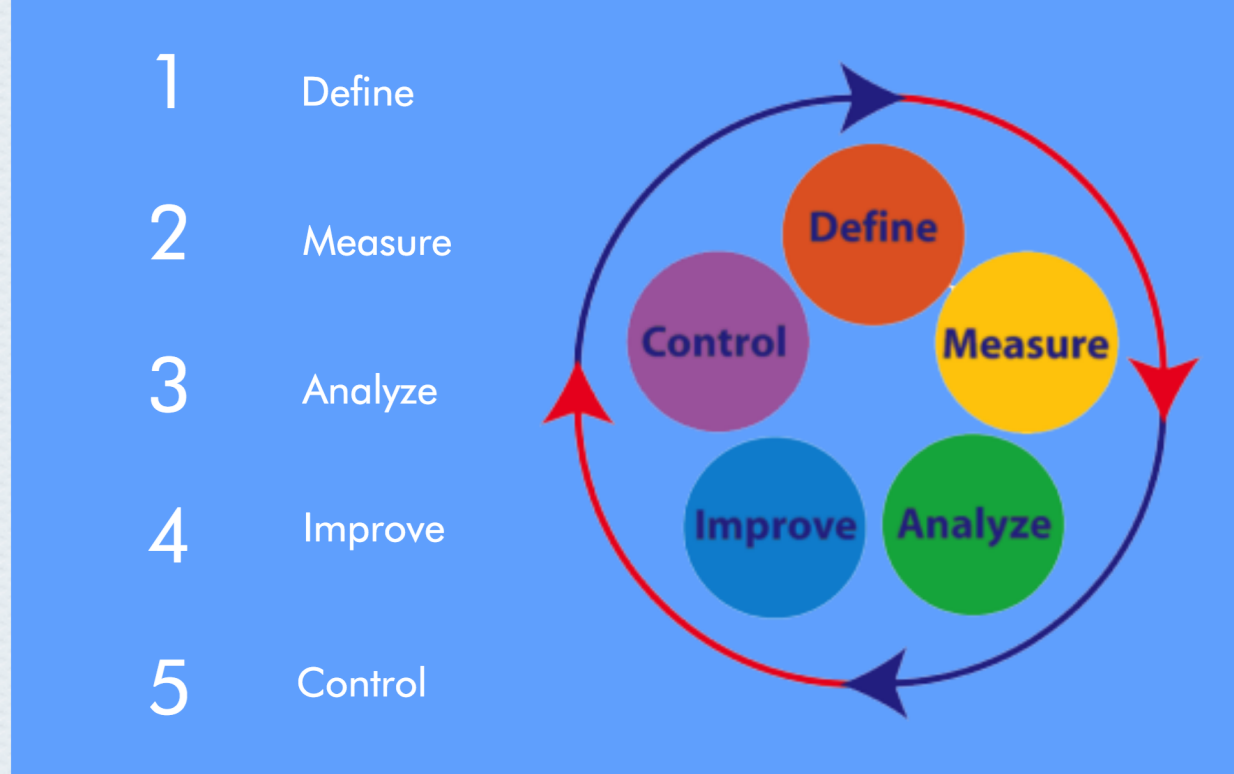 1 Define
2 Measure
3 Analyze
4 Improve
5 Control
Define
Measure
Analyze
Improve
Control